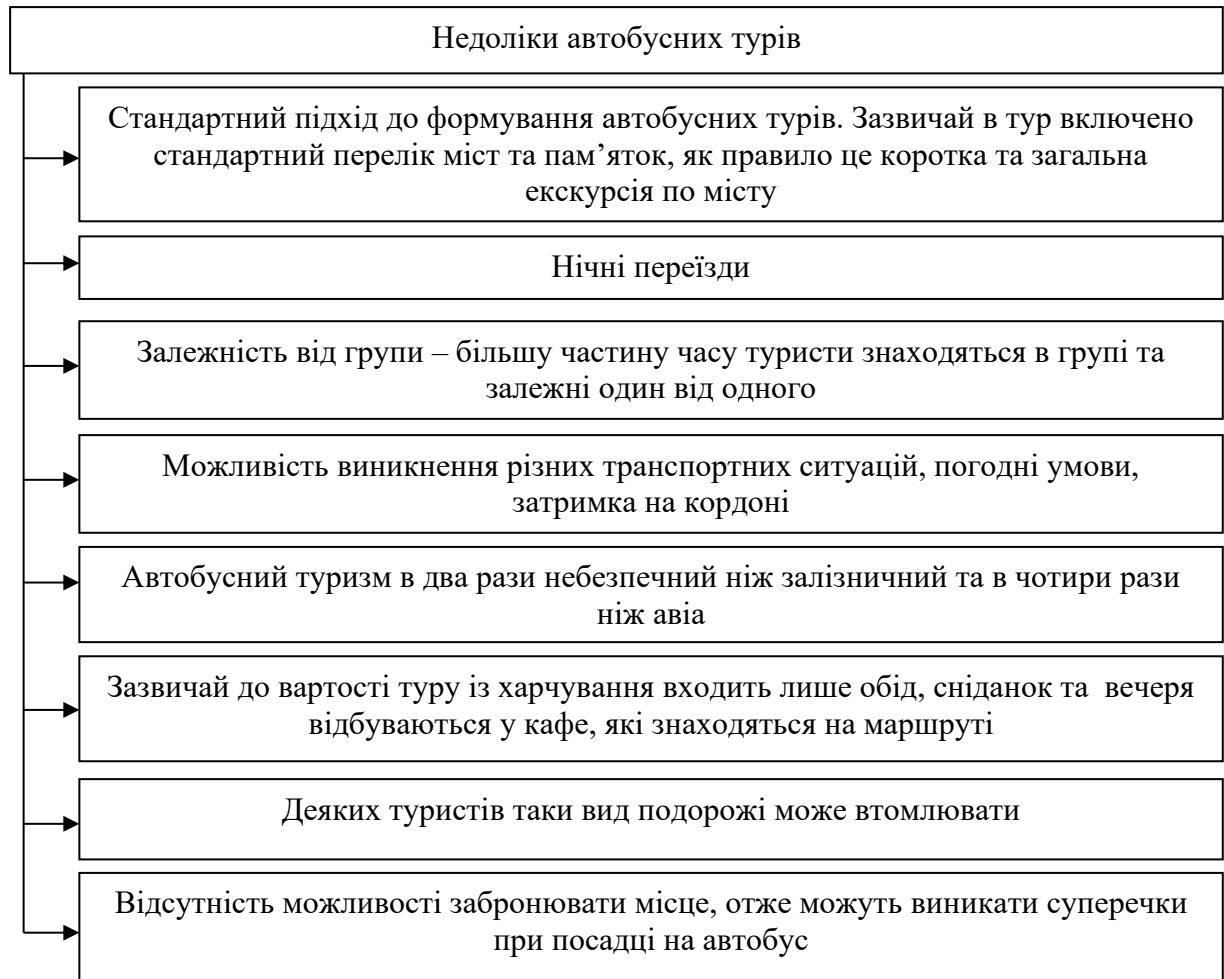 Недоліки автобусних турів
Стандартний підхід до формування автобусних турів. Зазвичай в тур включено
стандартний перелік міст та пам’яток, як правило це коротка та загальна
екскурсія по місту
Нічні переїзди
Залежність від групи – більшу частину часу туристи знаходяться в групі та
залежні один від одного
Можливість виникнення різних транспортних ситуацій, погодні умови,
затримка на кордоні
Автобусний туризм в два рази небезпечний ніж залізничний та в чотири рази
ніж авіа
Зазвичай до вартості туру із харчування входить лише обід, сніданок та вечеря
відбуваються у кафе, які знаходяться на маршруті
Деяких туристів таки вид подорожі може втомлювати
Відсутність можливості забронювати місце, отже можуть виникати суперечки
при посадці на автобус